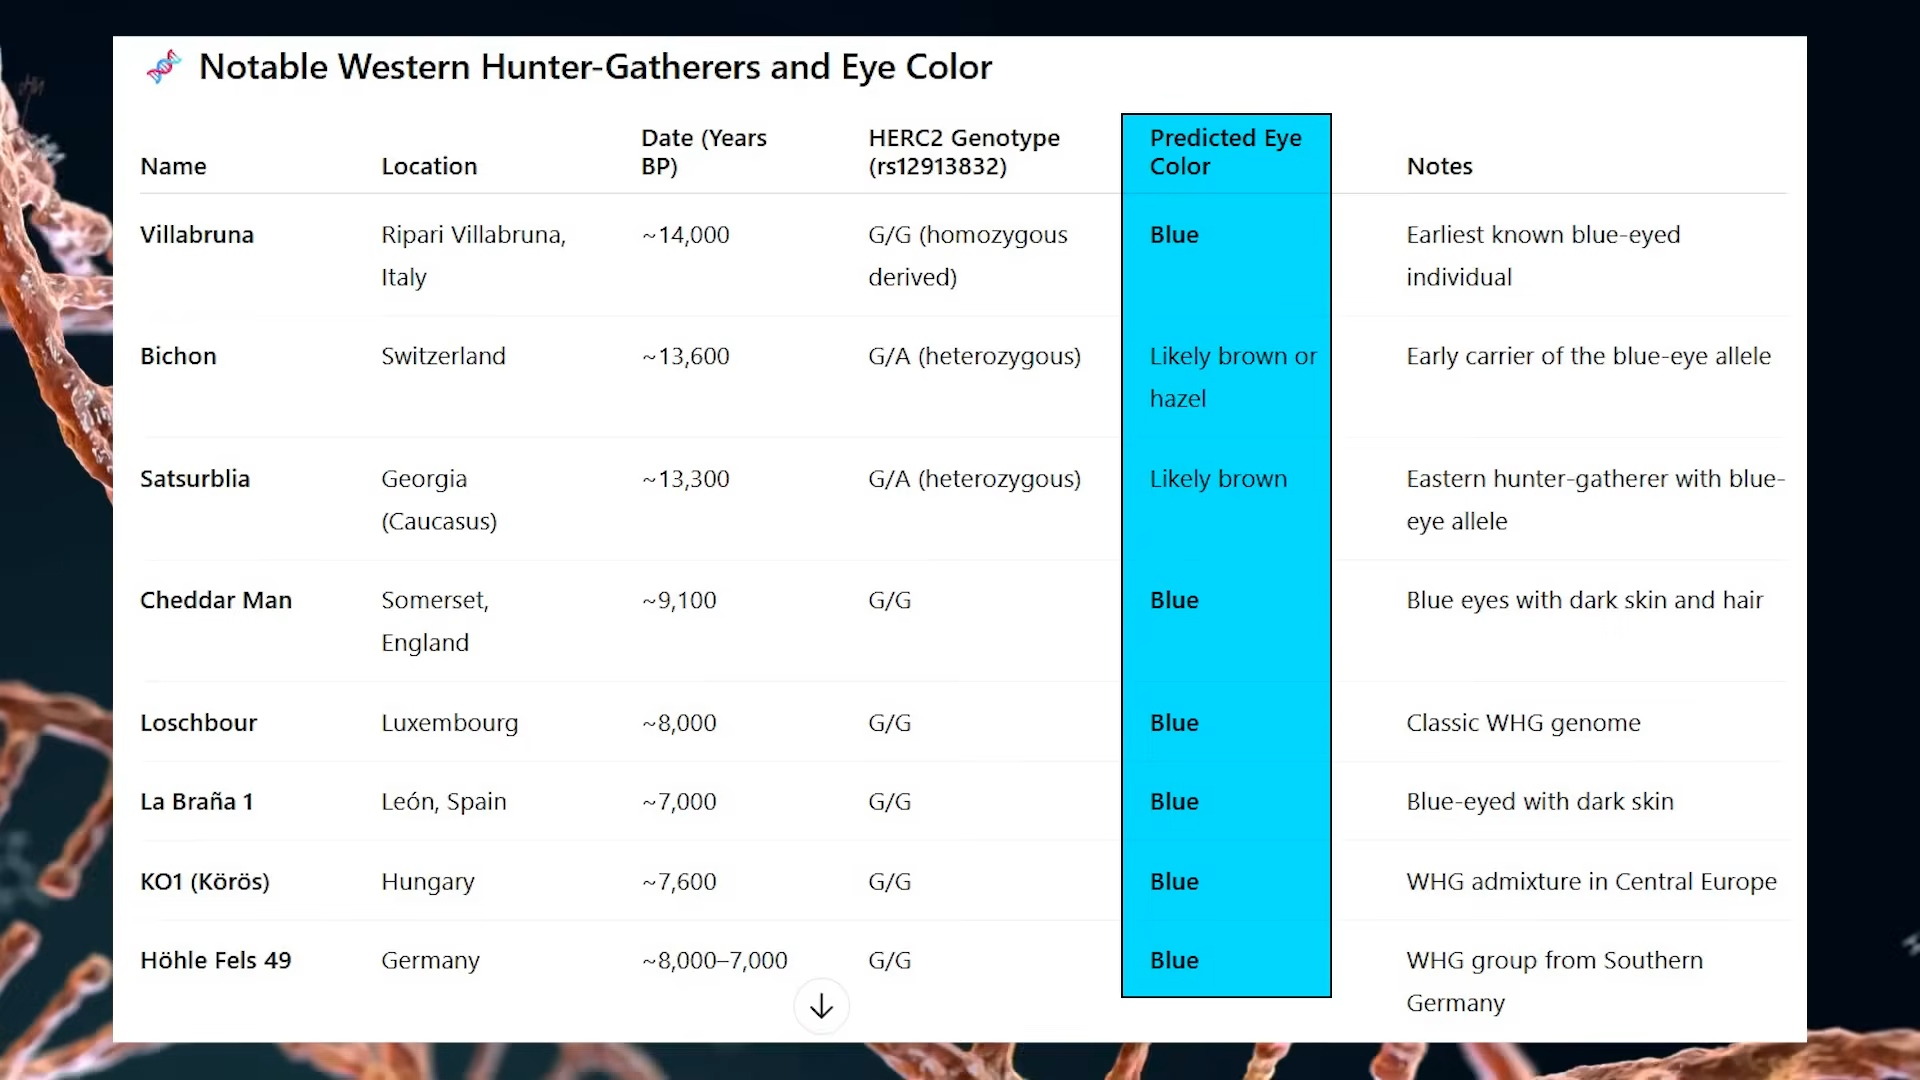 Notable Western Hunter-Gatherers and Eye Color
Name
Location
Date (Years
BP)
HERC2 Genotype
(rs12913832)
Predicted Eye
Color
Notes
Villabruna
Ripari Villabruna,
Italy
~14,000
G/G (homozygous
derived)
Blue
Earliest known blue-eyed
individual
Bichon
Switzerland
~13,600
G/A (heterozygous)
Likely brown or
hazel
Early carrier of the blue-eye allele
Satsurblia
Georgia
(Caucasus)
~13,300
G/A (heterozygous)
Likely brown
Eastern hunter-gatherer with blue-
eye allele
Cheddar Man
Somerset,
England
~9,100
G/G
Blue
Blue eyes with dark skin and hair
Loschbour
Luxembourg
~8,000
G/G
Blue
Classic WHG genome
La Braña 1
León, Spain
~7,000
G/G
Blue
Blue-eyed with dark skin
KO1 (Körös)
Hungary
~7,600
G/G
Blue
WHG admixture in Central Europe
Höhle Fels 49
Germany
~8,000–7,000
G/G
Blue
WHG group from Southern
Germany